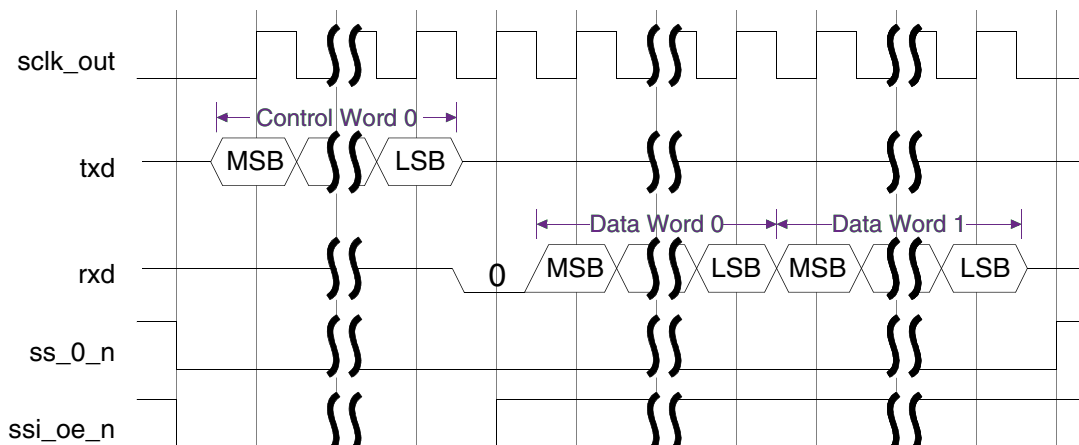 sclk_out
Control Word 0
txd
MSB
LSB
Data Word 0
Data Word 1
rxd
0
MSB
LSB
MSB
LSB
ss_0_n
ssi_oe_n